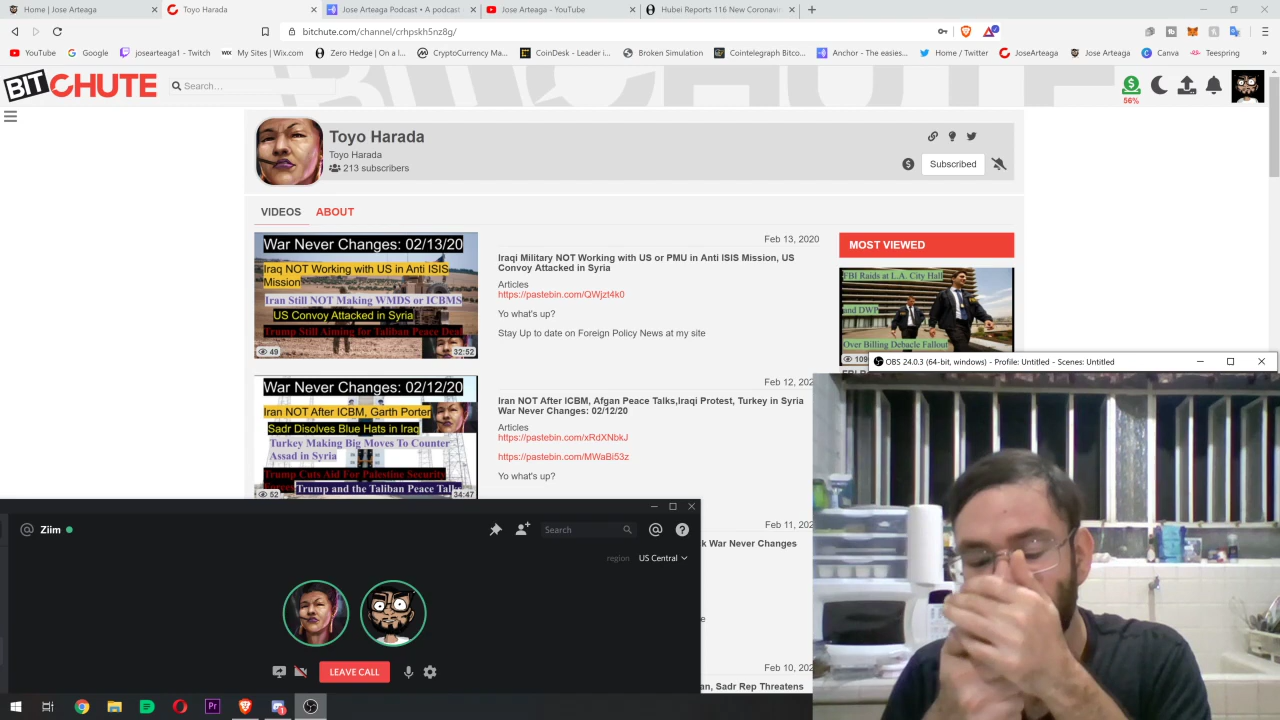 Home | Jose Arteaga
Toyo Harada
Jose Arteaga Podcast • A podcast
Jose Arteaga - YouTube
Hubei Reports 116 New Coronavir
bitchute.com/channel/crhpskh5nz8g/
YouTube
Google
josearteaga1 - Twitch
WIX My Sites | Wix.com
Zero Hedge | On a l...
CryptoCurrency Ma...
CoinDesk - Leader i...
Broken Simulation
Cointelegraph Bitco...
Anchor - The easies...
Home / Twitter
JoseArteaga
Jose Arteaga
Canva
Teespring
»
BITCHUTE
Search...
56%
Toyo Harada
Toyo Harada
213 subscribers
Subscribed
VIDEOS
ABOUT
War Never Changes: 02/13/20
Iraq NOT Working with US in Anti ISIS
Mission
Iran Still NOT Making WMDS or ICBMS
US Convoy Attacked in Syria
Trump Still Aiming for Taliban Peace Deal
49
32:52
Feb 13, 2020
Iraqi Military NOT Working with US or PMU in Anti ISIS Mission, US
Convoy Attacked in Syria
Articles
https://pastebin.com/QWjzt4k0
Yo what's up?
Stay Up to date on Foreign Policy News at my site
MOST VIEWED
FBI Raids at L.A. City Hall
and DWP
Over Billing Debacle Fallout
109
War Never Changes: 02/12/20
Iran NOT After ICBM, Garth Porter
Sadr Disolves Blue Hats in Iraq
Turkey Making Big Moves To Counter
Assad in Syria
Trump Cuts Aid For Palestine Security
Forces
Trump and the Taliban Peace Talks
52
34:47
Feb 12, 202
Iran NOT After ICBM, Afgan Peace Talks,Iraqi Protest, Turkey in Syria
War Never Changes: 02/12/20
Articles
https://pastebin.com/xRdXNbkJ
https://pastebin.com/MWaBi53z
Yo what's up?
OBS 24.0.3 (64-bit, windows) - Profile: Untitled - Scenes: Untitled
Feb 11, 202
k War Never Changes
Feb 10, 202
an, Sadr Rep Threatens
@ Ziim
Search
region US Central
LEAVE CALL